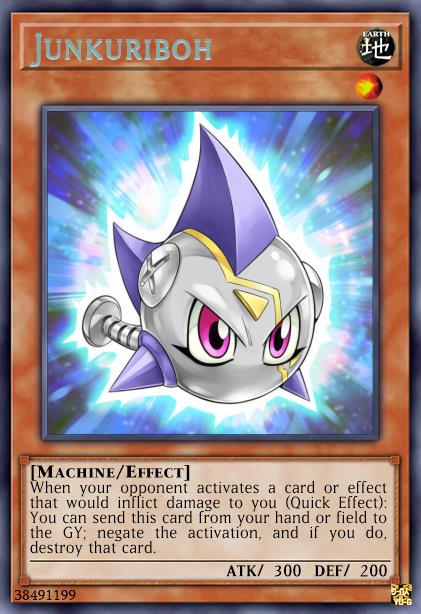 JUNKURIBOH
EARTH
地
[MACHINE/EFFECT]
When your opponent activates a card or effect
that would inflict damage to you (Quick Effect):
You can send this card from your hand or field to
the GY; negate the activation, and if you do,
destroy that card.
ATK/ 300 DEF/ 200
38491199